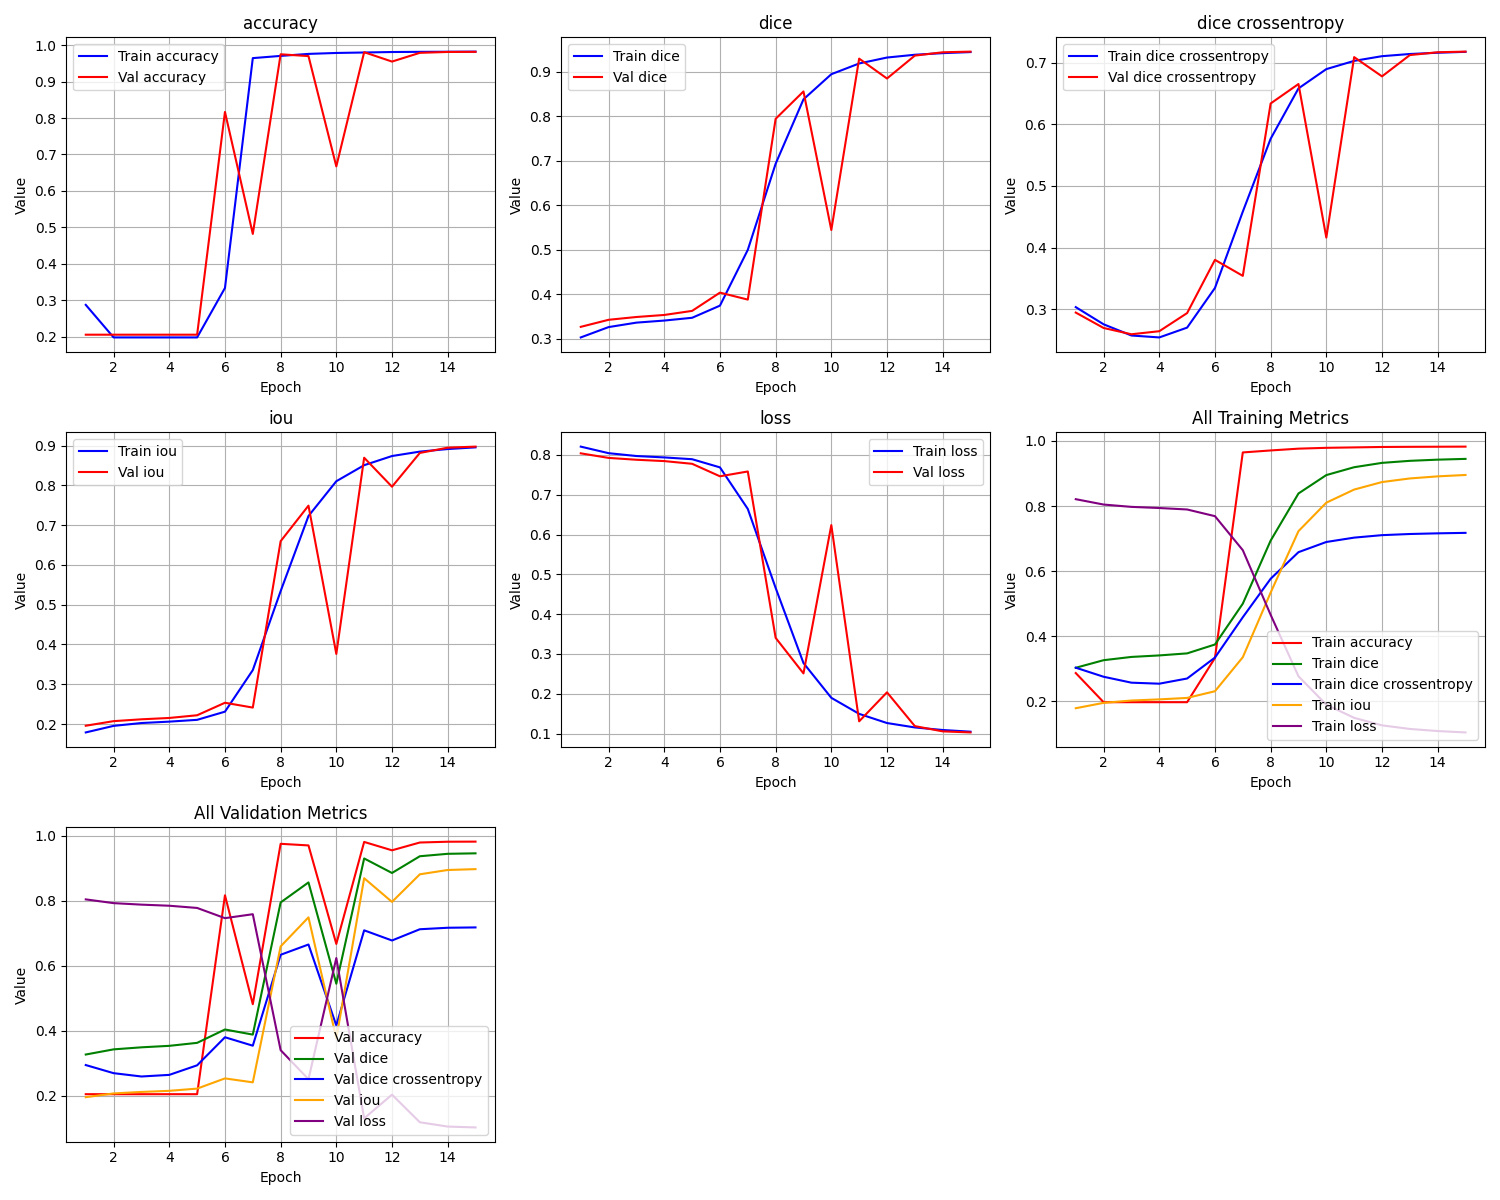 accuracy
1.0
0.9
0.8
0.7
0.6
0.5
0.4
0.3
0.2
Value
Train accuracy
Val accuracy
2 4 6 8 10 12 14
Epoch
dice
0.9
0.8
0.7
0.6
0.5
0.4
0.3
Value
Train dice
Val dice
2 4 6 8 10 12 14
Epoch
dice crossentropy
0.7
0.6
0.5
0.4
0.3
Value
Train dice crossentropy
Val dice crossentropy
2 4 6 8 10 12 14
Epoch
iou
0.9
0.8
0.7
0.6
0.5
0.4
0.3
0.2
Value
Train iou
Val iou
2 4 6 8 10 12 14
Epoch
loss
0.8
0.7
0.6
0.5
0.4
0.3
0.2
0.1
Value
Train loss
Val loss
2 4 6 8 10 12 14
Epoch
All Training Metrics
1.0
0.8
0.6
0.4
0.2
Value
Train accuracy
Train dice
Train dice crossentropy
Train iou
Train loss
2 4 6 8 10 12 14
Epoch
All Validation Metrics
1.0
0.8
0.6
0.4
0.2
Value
Val accuracy
Val dice
Val dice crossentropy
Val iou
Val loss
2 4 6 8 10 12 14
Epoch